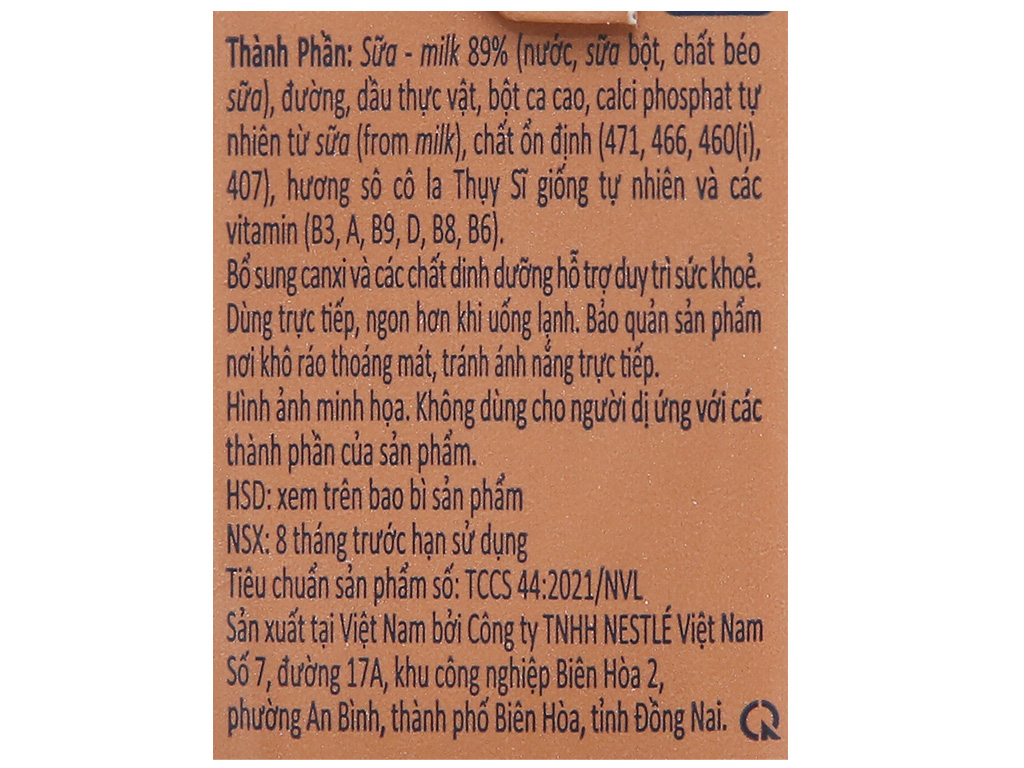 Thành Phần: Sữa - milk 89% (nước, sữa bột, chất béo
sữa), đường, dầu thực vật, bột ca cao, calci phosphat tự
nhiên từ sữa (from milk), chất ổn định (471, 466, 460(i),
407), hương sô cô la Thụy Sĩ giống tự nhiên và các
vitamin (B3, A, B9, D, B8, B6).
Bổ sung canxi và các chất dinh dưỡng hỗ trợ duy trì sức khoẻ.
Dùng trực tiếp, ngon hơn khi uống lạnh. Bảo quản sản phẩm
nơi khô ráo thoáng mát, tránh ánh nắng trực tiếp.
Hình ảnh minh họa. Không dùng cho người dị ứng với các
thành phần của sản phẩm.
HSD: xem trên bao bì sản phẩm
NSX: 8 tháng trước hạn sử dụng
Tiêu chuẩn sản phẩm số: TCCS 44:2021/NVL
Sản xuất tại Việt Nam bởi Công ty TNHH NESTLÉ Việt Nam
Số 7, đường 17A, khu công nghiệp Biên Hòa 2,
phường An Bình, thành phố Biên Hòa, tỉnh Đồng Nai.